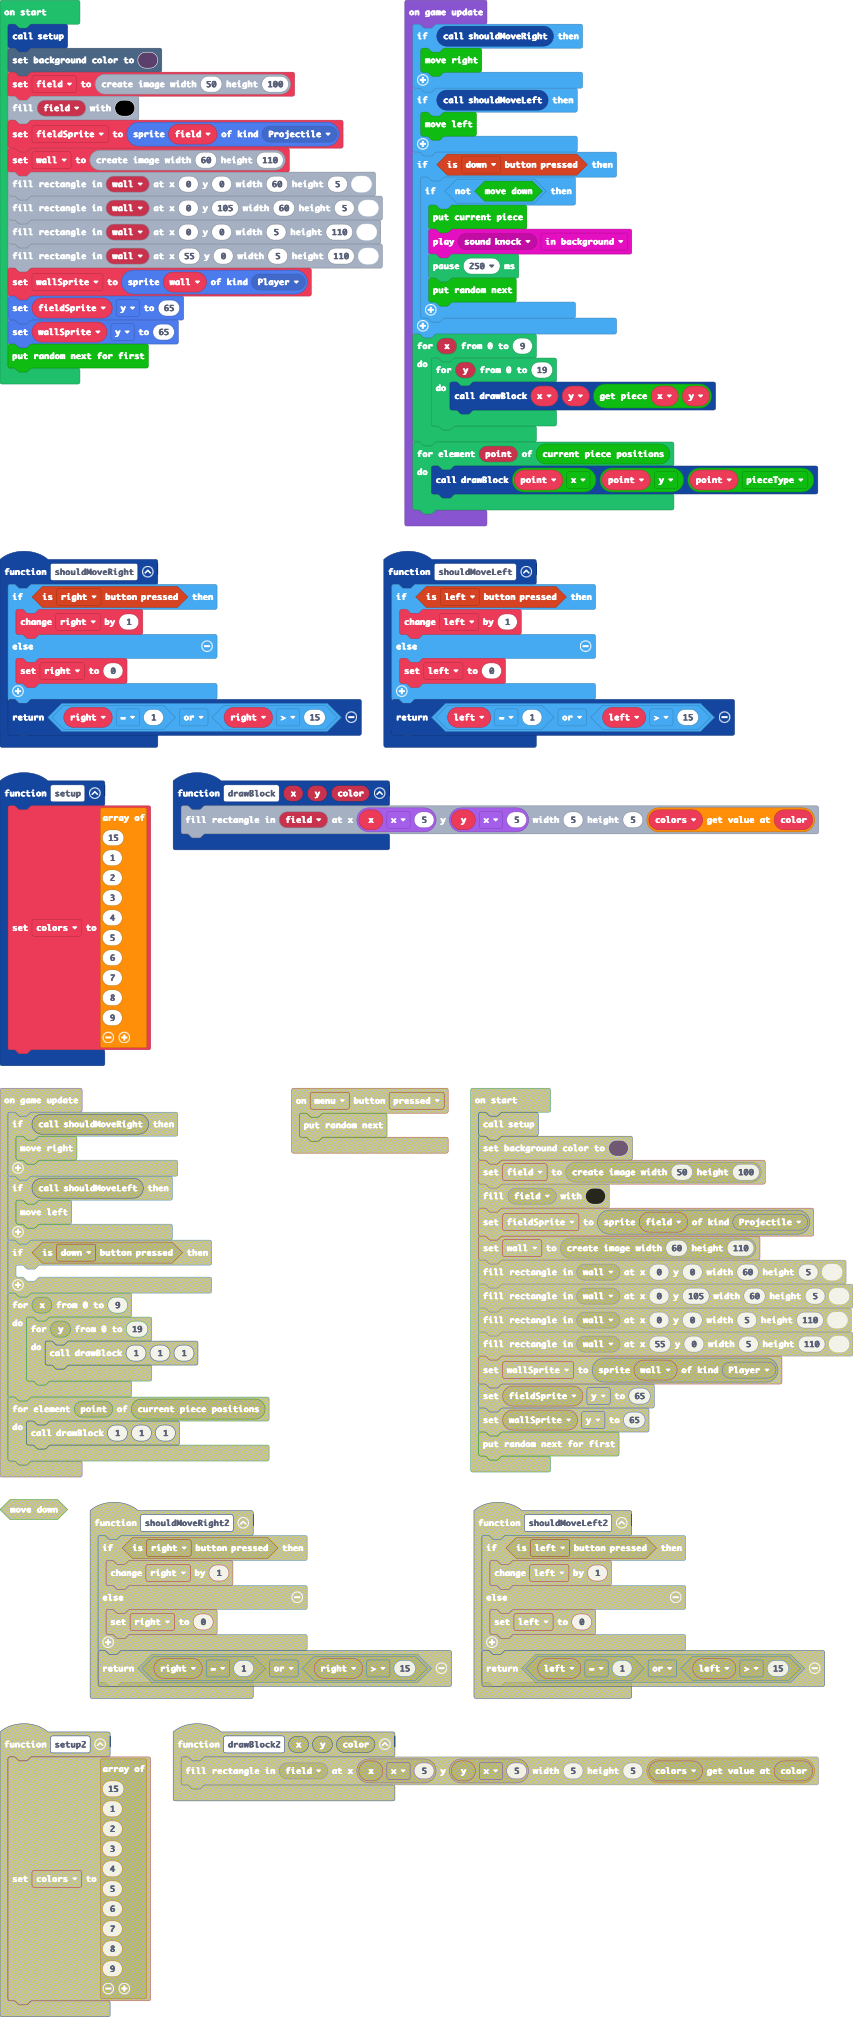 on start
call setup
set background color to
set field to create image width 50 height 100
fill field with
set fieldSprite to sprite field of kind Projectile
set wall to create image width 60 height 110
fill rectangle in wall at x 0 y 0 width 60 height 5
fill rectangle in wall at x 0 y 105 width 60 height 5
fill rectangle in wall at x 0 y 0 width 5 height 110
fill rectangle in wall at x 55 y 0 width 5 height 110
set wallSprite to sprite wall of kind Player
set fieldSprite y to 65
set wallSprite y to 65
put random next for first
on game update
if call shouldMoveRight then
move right
if call shouldMoveLeft then
move left
if is down button pressed then
if not move down then
put current piece
play sound knock in background
pause 250 ms
put random next
for x from 0 to 9
do for y from 0 to 19
do call drawBlock x y get piece x y
for element point of current piece positions
do call drawBlock point x point y point pieceType
function shouldMoveRight
if is right button pressed then
change right by 1
else
set right to 0
return right = 1 or right > 15
function shouldMoveLeft
if is left button pressed then
change left by 1
else
set left to 0
return left = 1 or left > 15
function setup
set colors to array of
15
1
2
3
4
5
6
7
8
9
function drawBlock x y color
fill rectangle in field at x x x 5 y y x 5 width 5 height 5 colors get value at color
on game update
if call shouldMoveRight then
move right
if call shouldMoveLeft then
move left
if is down button pressed then
for x from 0 to 9
do for y from 0 to 19
do call drawBlock 1 1 1
for element point of current piece positions
do call drawBlock 1 1 1
on menu button pressed
put random next
on start
call setup
set background color to
set field to create image width 50 height 100
fill field with
set fieldSprite to sprite field of kind Projectile
set wall to create image width 60 height 110
fill rectangle in wall at x 0 y 0 width 60 height 5
fill rectangle in wall at x 0 y 105 width 60 height 5
fill rectangle in wall at x 0 y 0 width 5 height 110
fill rectangle in wall at x 55 y 0 width 5 height 110
set wallSprite to sprite wall of kind Player
set fieldSprite y to 65
set wallSprite y to 65
put random next for first
move down
function shouldMoveRight2
if is right button pressed then
change right by 1
else
set right to 0
return right = 1 or right > 15
function shouldMoveLeft2
if is left button pressed then
change left by 1
else
set left to 0
return left = 1 or left > 15
function setup2
set colors to array of
15
1
2
3
4
5
6
7
8
9
function drawBlock2 x y color
fill rectangle in field at x x x 5 y y x 5 width 5 height 5 colors get value at color